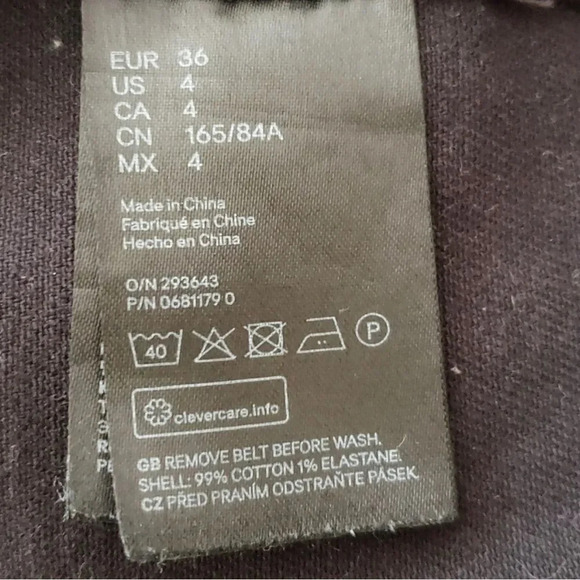 EUR 36
US 4
CA 4
CN 165/84A
MX 4
Made in China
Fabriqué en Chine
Hecho en China
O/N 293643
P/N 0681179 0
40 P
clevercare.info
GB REMOVE BELT BEFORE WASH.
SHELL: 99% COTTON 1% ELASTANE.
CZ PŘED PRANÍM ODSTRAŇTE PÁSEK.